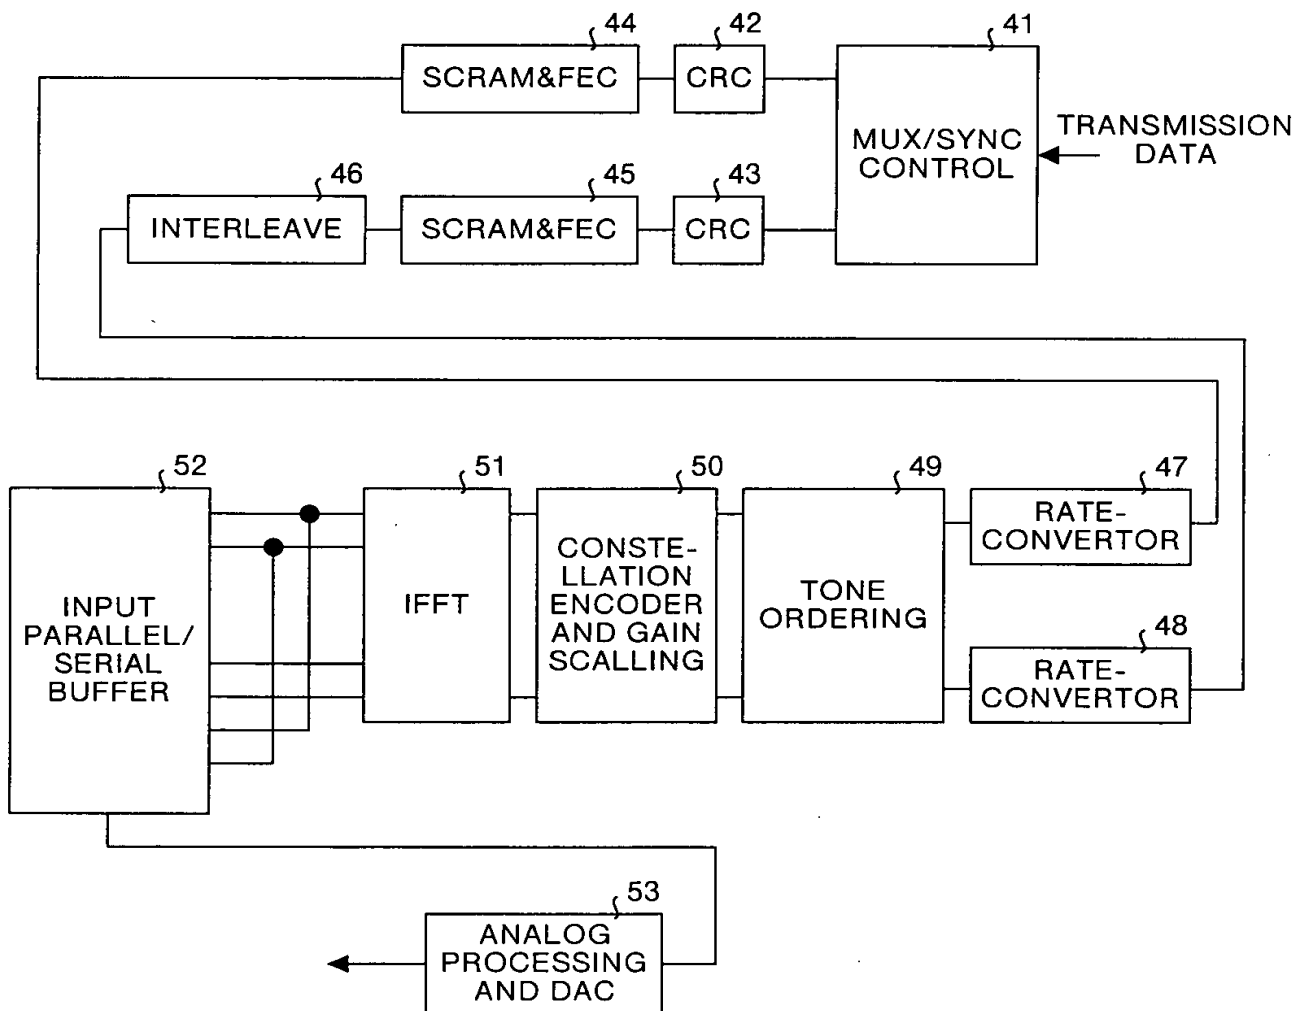 44
42
41
SCRAM&FEC
CRC
MUX/SYNC
CONTROL
TRANSMISSION
DATA
46
45
43
INTERLEAVE
SCRAM&FEC
CRC
52
51
50
49
47
RATE-
CONVERTOR
INPUT
PARALLEL/
SERIAL
BUFFER
IFFT
CONSTE-
LLATION
ENCODER
AND GAIN
SCALLING
TONE
ORDERING
48
RATE-
CONVERTOR
53
ANALOG
PROCESSING
AND DAC